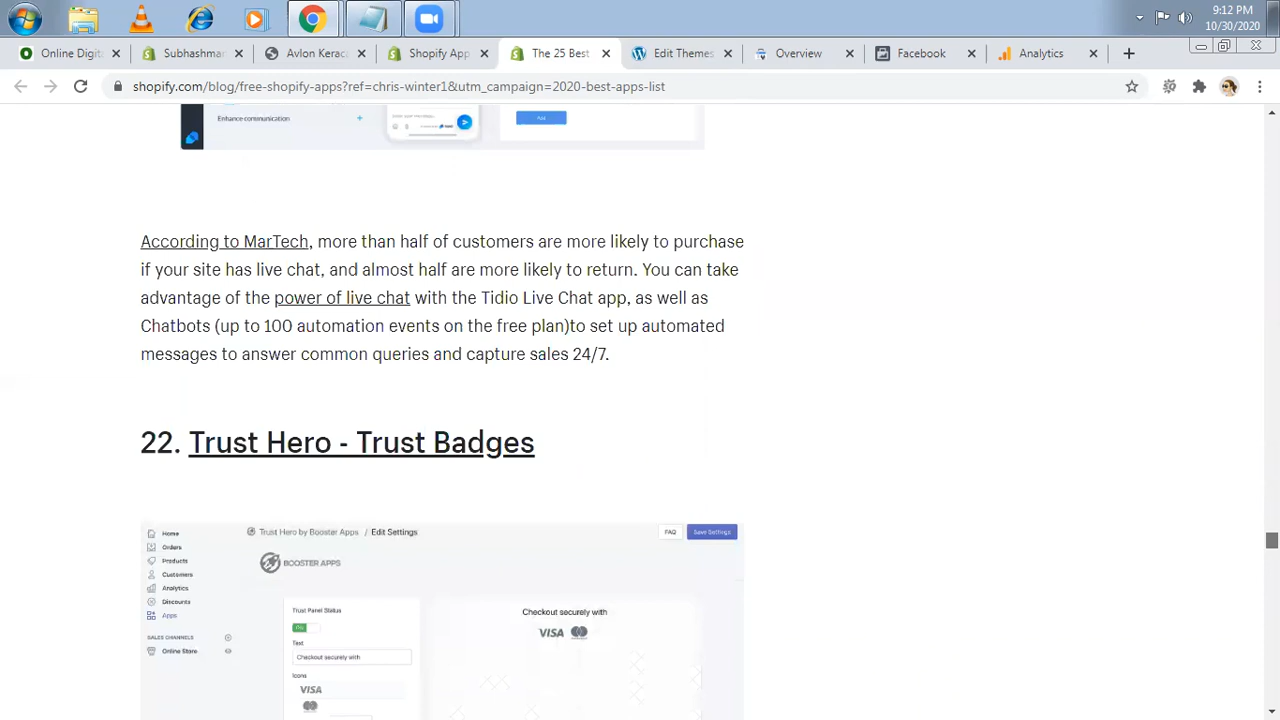 9:12 PM
10/30/2020
Online Digit
Subhashmar
Avlon Kerac
Shopify App
The 25 Best
Edit Themes
Overview
Facebook
Analytics
shopify.com/blog/free-shopify-apps?ref=chris-winter1&utm_campaign=2020-best-apps-list
Enhance communication
Add
According to MarTech, more than half of customers are more likely to purchase
if your site has live chat, and almost half are more likely to return. You can take
advantage of the power of live chat with the Tidio Live Chat app, as well as
Chatbots (up to 100 automation events on the free plan)to set up automated
messages to answer common queries and capture sales 24/7.
22. Trust Hero - Trust Badges
Home
Orders
Products
Customers
Analytics
Discounts
Apps
SALES CHANNELS
Online Store
Trust Hero by Booster Apps / Edit Settings
FAQ
Save Settings
BOOSTER APPS
Trust Panel Status
On
Text
Checkout securely with
Icons
VISA
Checkout securely with
VISA